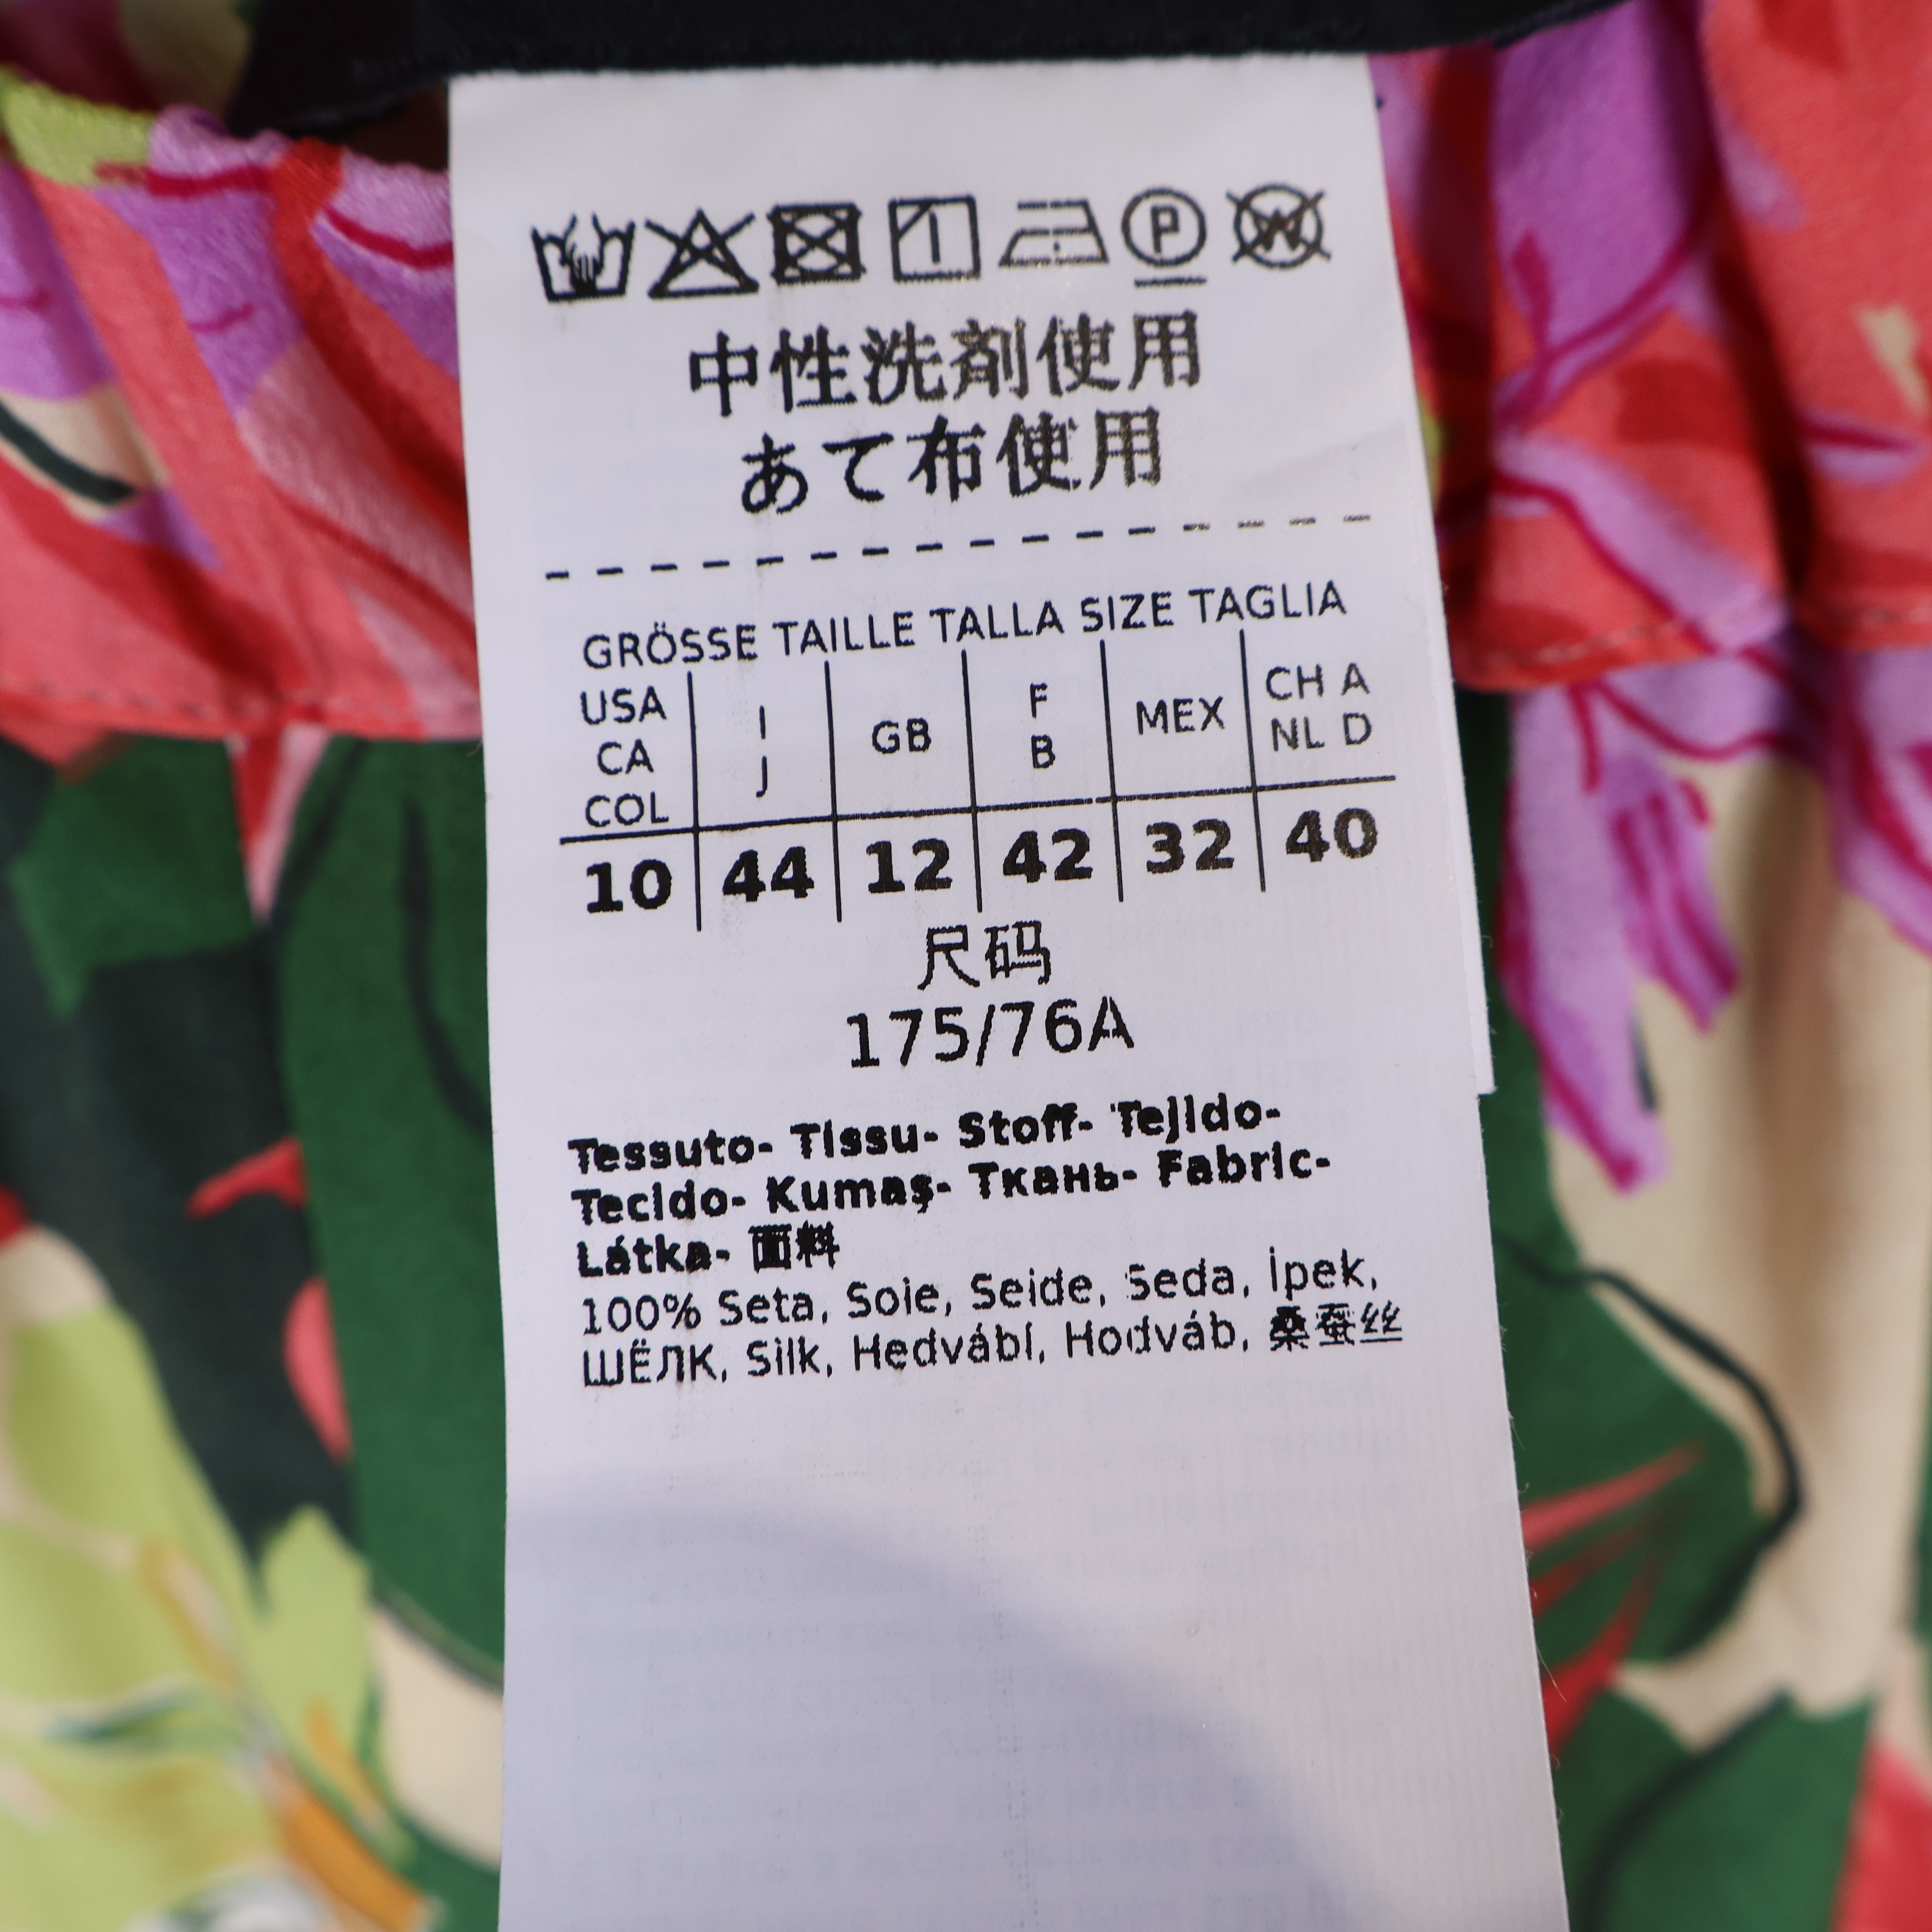 中性洗剤使用
あて布使用
GRÖSSE TAILLE TALLA SIZE TAGLIA
USA CA COL I J GB F B MEX CH A NL D
10 44 12 42 32 40
尺码
175/76A
Tessuto- Tissu- Stoff- Tejido-
Tecido- Kumaş- Ткань- Fabric-
Látka- 面料
100% Seta, Soie, Seide, Seda, İpek,
ШЁЛК, Silk, Hedvábí, Hodváb, 桑蚕丝